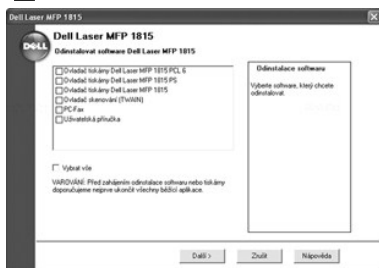 Dell Laser MFP 1815
DELL
Dell Laser MFP 1815
Odinstalovat software Dell Laser MFP 1815
Ovladač tiskárny Dell Laser MFP 1815 PCL 6
Ovladač tiskárny Dell Laser MFP 1815 PS
Ovladač tiskárny Dell Laser MFP 1815
Ovladač skenování (TWAIN)
PC-Fax
Uživatelská příručka
Vybrat vše
VAROVÁNÍ: Před zahájením odinstalace softwaru nebo tiskárny
doporučujeme nejprve ukončit všechny běžící aplikace.
Odinstalace softwaru
Vyberte software, který chcete
odinstalovat.
Další >
Zrušit
Nápověda